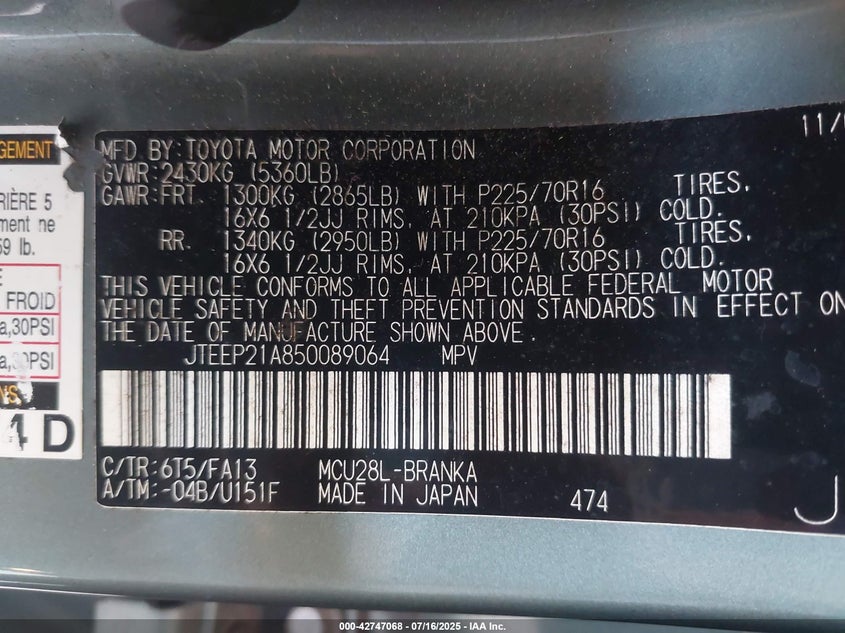 GEMENT
RIÈRE 5
ment ne
59 lb.
E
FROID
a,30PSI
a,30PSI
NS
4 D
11/
MFD BY:TOYOTA MOTOR CORPORATION
GVWR:2430KG (5360LB)
GAWR:FRT. 1300KG (2865LB) WITH P225/70R16 TIRES.
16X6 1/2JJ RIMS. AT 210KPA (30PSI) COLD.
RR. 1340KG (2950LB) WITH P225/70R16 TIRES.
16X6 1/2JJ RIMS. AT 210KPA (30PSI) COLD.
THIS VEHICLE CONFORMS TO ALL APPLICABLE FEDERAL MOTOR
VEHICLE SAFETY AND THEFT PREVENTION STANDARDS IN EFFECT ON
THE DATE OF MANUFACTURE SHOWN ABOVE.
JTEEP21A850089064 MPV
C/TR:6T5/FA13 MCU28L-BRANKA
A/TM:-04B/U151F MADE IN JAPAN 474
J
000-42747068 - 07/16/2025 - IAA Inc.